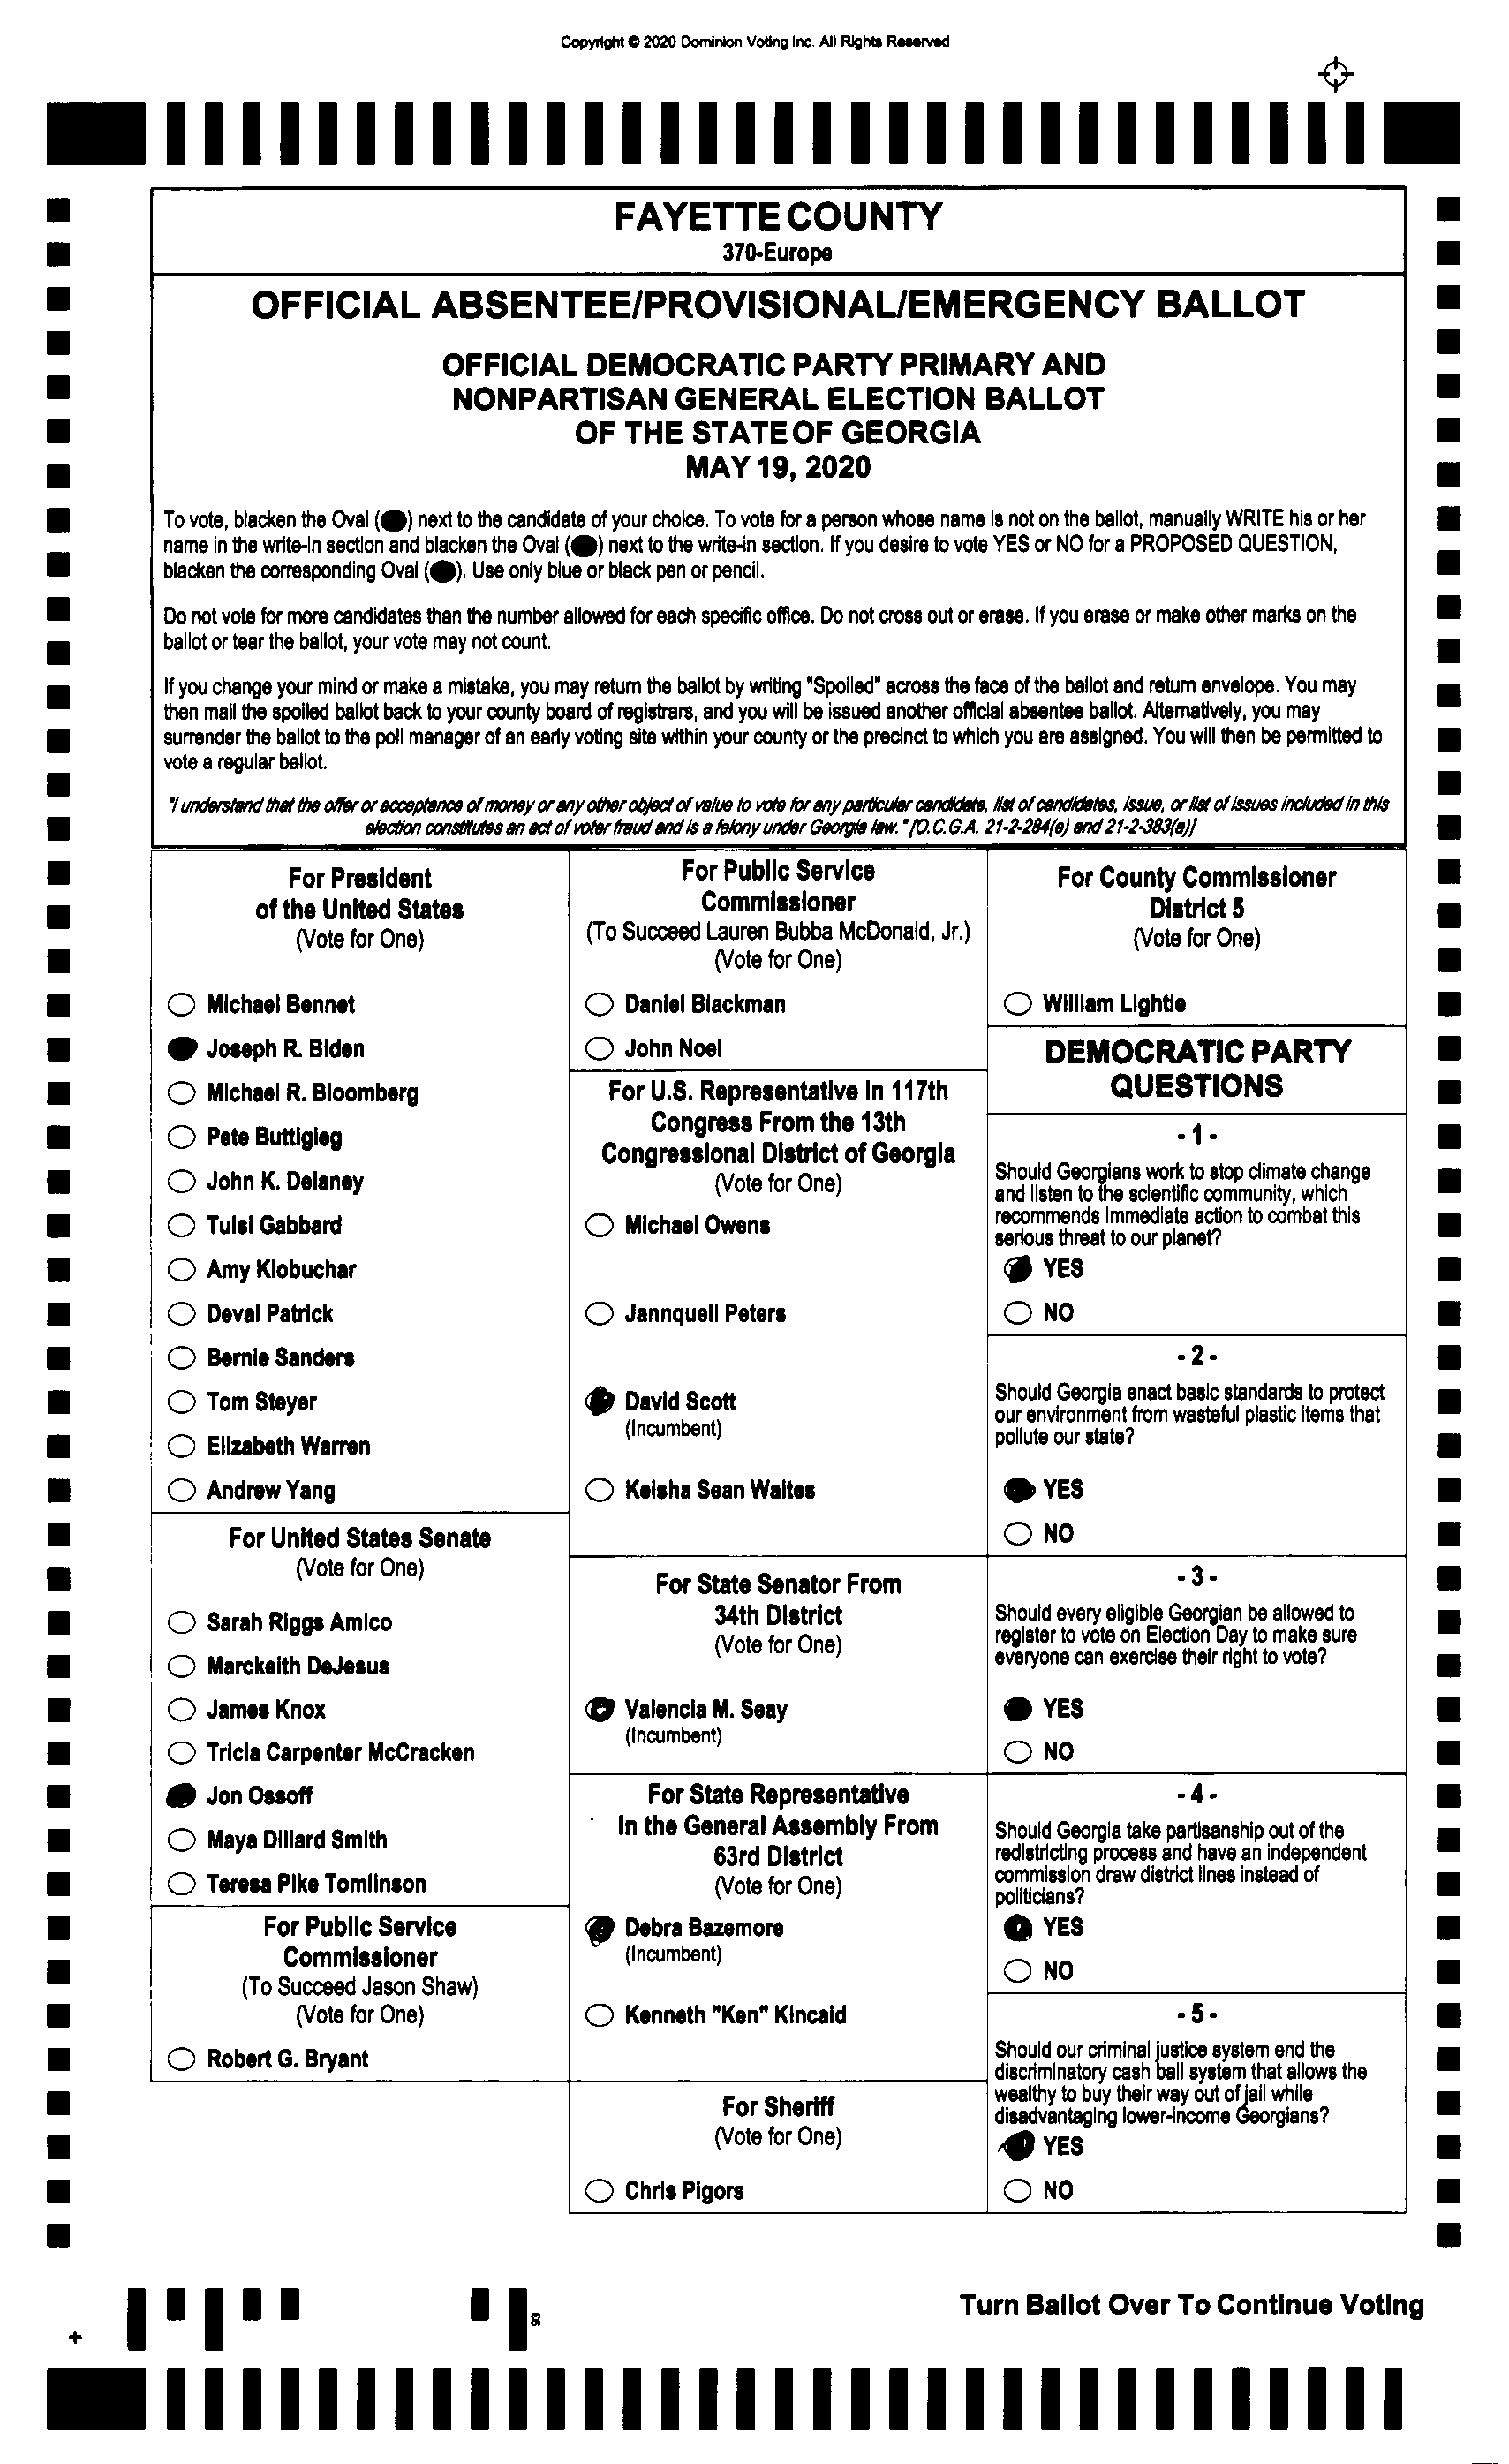 Copyright © 2020 Dominion Voting Inc. All Rights Reserved
FAYETTE COUNTY
370-Europe
OFFICIAL ABSENTEE/PROVISIONAL/EMERGENCY BALLOT
OFFICIAL DEMOCRATIC PARTY PRIMARY AND
NONPARTISAN GENERAL ELECTION BALLOT
OF THE STATE OF GEORGIA
MAY 19, 2020
To vote, blacken the Oval ( ) next to the candidate of your choice. To vote for a person whose name is not on the ballot, manually WRITE his or her
name in the write-in section and blacken the Oval ( ) next to the write-in section. If you desire to vote YES or NO for a PROPOSED QUESTION,
blacken the corresponding Oval ( ). Use only blue or black pen or pencil.
Do not vote for more candidates than the number allowed for each specific office. Do not cross out or erase. If you erase or make other marks on the
ballot or tear the ballot, your vote may not count.
If you change your mind or make a mistake, you may return the ballot by writing "Spoiled" across the face of the ballot and return envelope. You may
then mail the spoiled ballot back to your county board of registrars, and you will be issued another official absentee ballot. Alternatively, you may
surrender the ballot to the poll manager of an early voting site within your county or the precinct to which you are assigned. You will then be permitted to
vote a regular ballot.
"I understand that the offer or acceptance of money or any other object of value to vote for any particular candidate, list of candidates, issue, or list of issues included in this
election constitutes an act of voter fraud and is a felony under Georgia law." [O.C.G.A. 21-2-284(e) and 21-2-383(a)]
For President
of the United States
(Vote for One)
Michael Bennet
Joseph R. Biden
Michael R. Bloomberg
Pete Buttigieg
John K. Delaney
Tulsi Gabbard
Amy Klobuchar
Deval Patrick
Bernie Sanders
Tom Steyer
Elizabeth Warren
Andrew Yang
For United States Senate
(Vote for One)
Sarah Riggs Amico
Marckeith DeJesus
James Knox
Tricia Carpenter McCracken
Jon Ossoff
Maya Dillard Smith
Teresa Pike Tomlinson
For Public Service
Commissioner
(To Succeed Jason Shaw)
(Vote for One)
Robert G. Bryant
For Public Service
Commissioner
(To Succeed Lauren Bubba McDonald, Jr.)
(Vote for One)
Daniel Blackman
John Noel
For U.S. Representative in 117th
Congress From the 13th
Congressional District of Georgia
(Vote for One)
Michael Owens
Jannquell Peters
David Scott
(Incumbent)
Keisha Sean Waites
For State Senator From
34th District
(Vote for One)
Valencia M. Seay
(Incumbent)
For State Representative
In the General Assembly From
63rd District
(Vote for One)
Debra Bazemore
(Incumbent)
Kenneth "Ken" Kincaid
For Sheriff
(Vote for One)
Chris Pigors
For County Commissioner
District 5
(Vote for One)
William Lightle
DEMOCRATIC PARTY
QUESTIONS
- 1 -
Should Georgians work to stop climate change
and listen to the scientific community, which
recommends immediate action to combat this
serious threat to our planet?
YES
NO
- 2 -
Should Georgia enact basic standards to protect
our environment from wasteful plastic items that
pollute our state?
YES
NO
- 3 -
Should every eligible Georgian be allowed to
register to vote on Election Day to make sure
everyone can exercise their right to vote?
YES
NO
- 4 -
Should Georgia take partisanship out of the
redistricting process and have an independent
commission draw district lines instead of
politicians?
YES
NO
- 5 -
Should our criminal justice system end the
discriminatory cash bail system that allows the
wealthy to buy their way out of jail while
disadvantaging lower-income Georgians?
YES
NO
Turn Ballot Over To Continue Voting